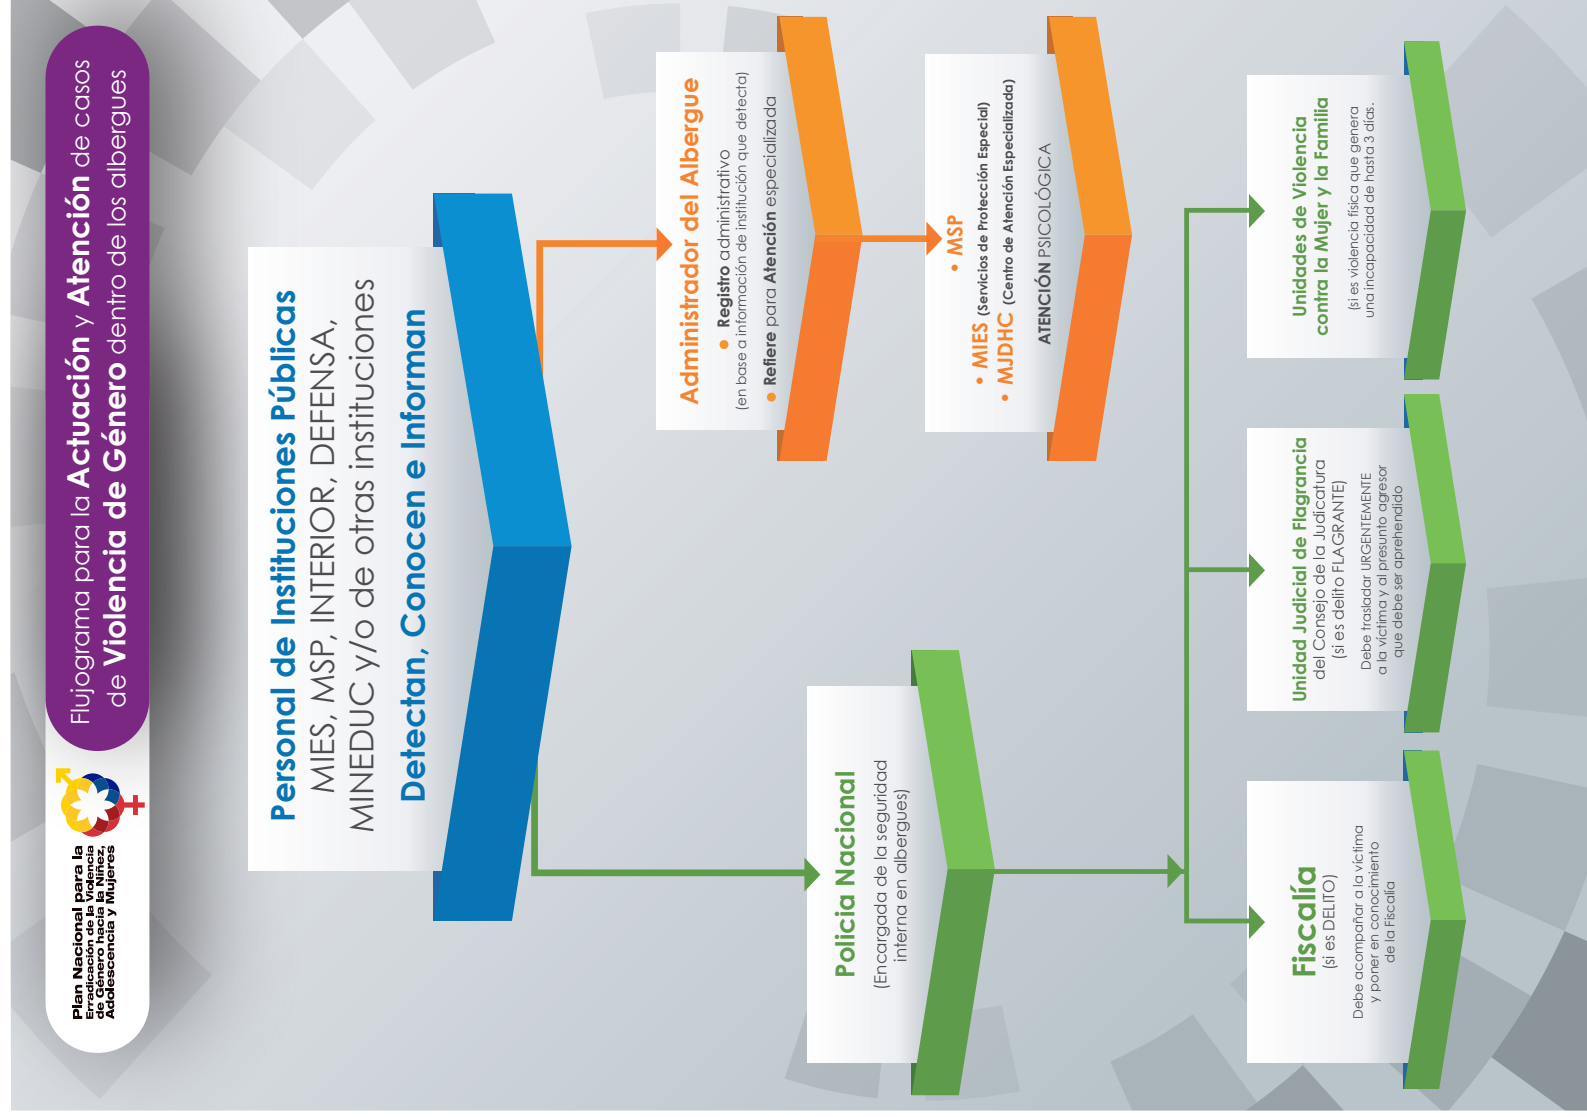 Plan Nacional para la
Erradicación de la Violencia
de Género hacia la Niñez,
Adolescencia y Mujeres
Flujograma para la Actuación y Atención de casos
de Violencia de Género dentro de los albergues
Personal de Instituciones Públicas
MIES, MSP, INTERIOR, DEFENSA,
MINEDUC y/o de otras instituciones
Detectan, Conocen e Informan
Policia Nacional
(Encargada de la seguridad
interna en albergues)
Administrador del Albergue
• Registro administrativo
(en base a información de institución que detecta)
• Refiere para Atención especializada
• MSP
• MIES (Servicios de Protección Especial)
• MJDHC (Centro de Atención Especializada)
ATENCIÓN PSICOLÓGICA
Fiscalía
(si es DELITO)
Debe acompañar a la víctima
y poner en conocimiento
de la Fiscalía
Unidad Judicial de Flagrancia
del Consejo de la Judicatura
(si es delito FLAGRANTE)
Debe trasladar URGENTEMENTE
a la víctima y al presunto agresor
que debe ser aprehendido
Unidades de Violencia
contra la Mujer y la Familia
(si es violencia física que genera
una incapacidad de hasta 3 días.